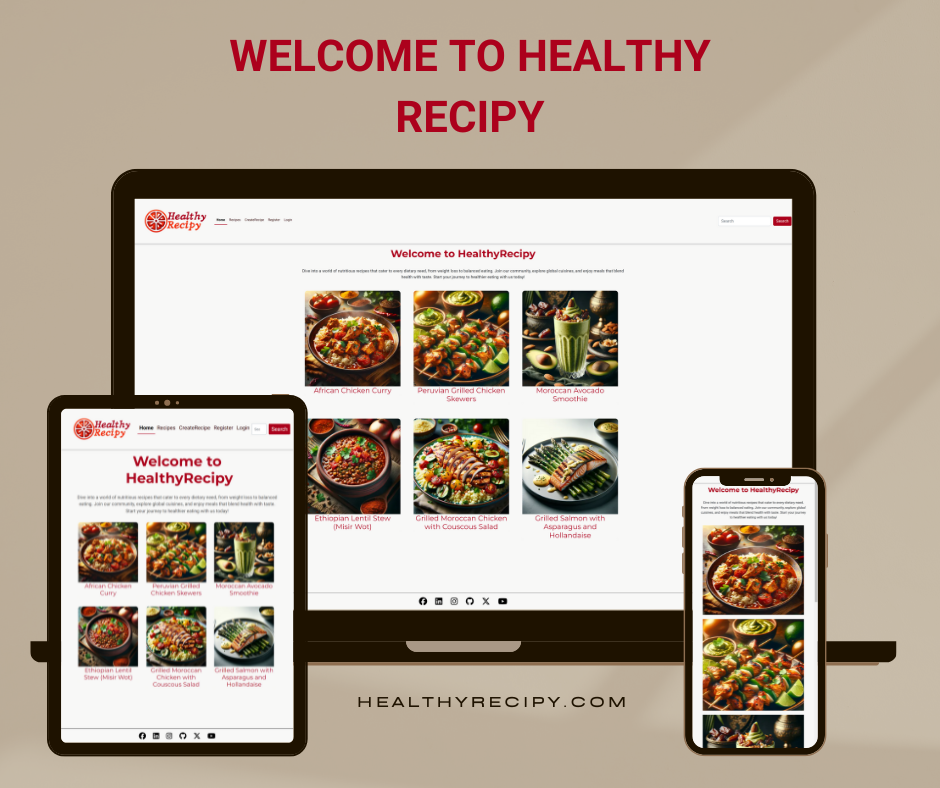 WELCOME TO HEALTHY
RECIPY
Healthy
Recipy
Home Recipes CreateRecipe Register Login
Search
Search
Welcome to HealthyRecipy
Dive into a world of nutritious recipes that cater to every dietary need, from weight loss to balanced eating. Join our community, explore global cuisines, and enjoy meals that blend
health with taste. Start your journey to healthier eating with us today!
African Chicken Curry
Peruvian Grilled Chicken
Skewers
Moroccan Avocado
Smoothie
Ethiopian Lentil Stew
(Misir Wot)
Grilled Moroccan Chicken
with Couscous Salad
Grilled Salmon with
Asparagus and
Hollandaise
Healthy
Recipy
Home Recipes CreateRecipe Register Login
Search
Welcome to
HealthyRecipy
Dive into a world of nutritious recipes that cater to every dietary need, from weight loss to balanced
eating. Join our community, explore global cuisines, and enjoy meals that blend health with taste.
Start your journey to healthier eating with us today!
African Chicken
Curry
Peruvian Grilled
Chicken Skewers
Moroccan Avocado
Smoothie
Ethiopian Lentil
Stew (Misir Wot)
Grilled Moroccan
Chicken with
Couscous Salad
Grilled Salmon with
Asparagus and
Hollandaise
Welcome to HealthyRecipy
Dive into a world of nutritious recipes that cater to every dietary need,
from weight loss to balanced eating. Join our community, explore global
cuisines, and enjoy meals that blend health with taste. Start your journey
to healthier eating with us today!
HEALTHYRECIPY.COM